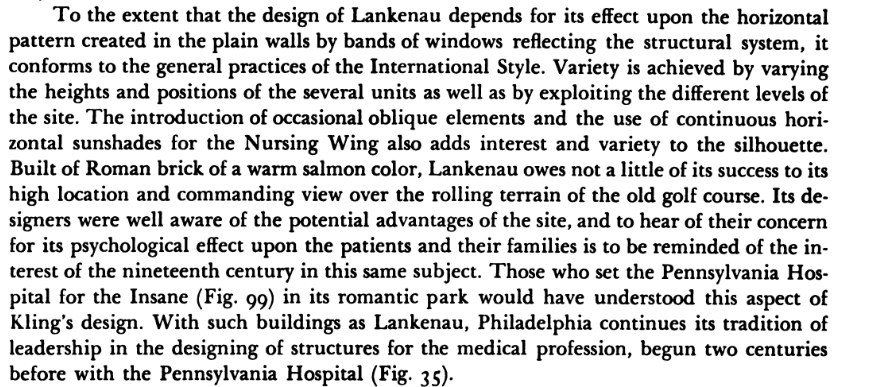 To the extent that the design of Lankenau depends for its effect upon the horizontal
pattern created in the plain walls by bands of windows reflecting the structural system, it
conforms to the general practices of the International Style. Variety is achieved by varying
the heights and positions of the several units as well as by exploiting the different levels of
the site. The introduction of occasional oblique elements and the use of continuous hori-
zontal sunshades for the Nursing Wing also adds interest and variety to the silhouette.
Built of Roman brick of a warm salmon color, Lankenau owes not a little of its success to its
high location and commanding view over the rolling terrain of the old golf course. Its de-
signers were well aware of the potential advantages of the site, and to hear of their concern
for its psychological effect upon the patients and their families is to be reminded of the in-
terest of the nineteenth century in this same subject. Those who set the Pennsylvania Hos-
pital for the Insane (Fig. 99) in its romantic park would have understood this aspect of
Kling's design. With such buildings as Lankenau, Philadelphia continues its tradition of
leadership in the designing of structures for the medical profession, begun two centuries
before with the Pennsylvania Hospital (Fig. 35).